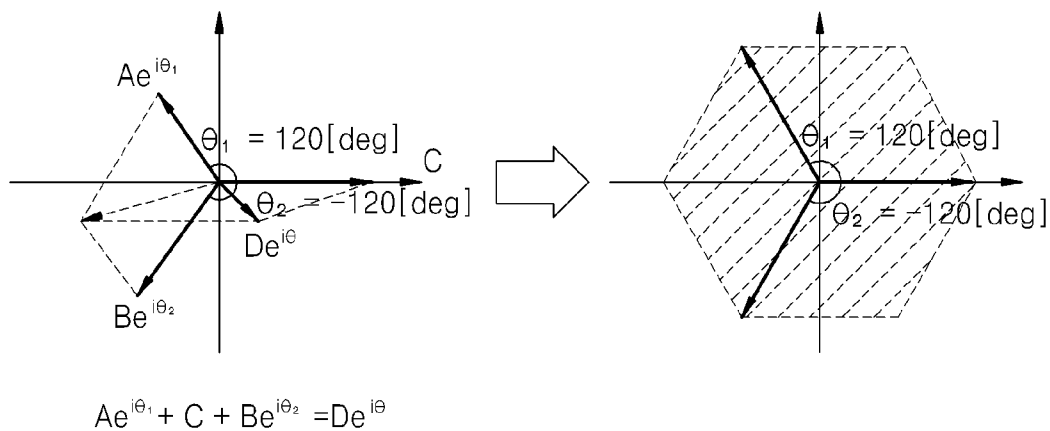 Ae^{iθ₁}
θ₁ = 120[deg]
C
θ₂ = -120[deg]
De^{iθ}
Be^{iθ₂}
θ₁ = 120[deg]
θ₂ = -120[deg]
Ae^{iθ₁} + C + Be^{iθ₂} =De^{iθ}